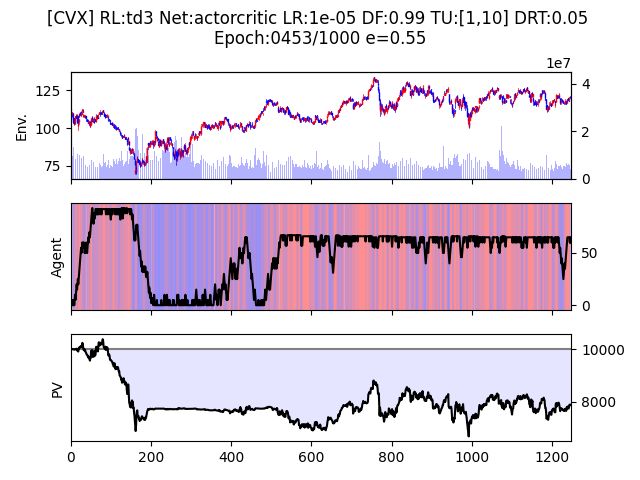 [CVX] RL:td3 Net:actorcritic LR:1e-05 DF:0.99 TU:[1,10] DRT:0.05
Epoch:0453/1000 e=0.55
1e7
125
100
75
Env.
4
2
0
Agent
50
0
PV
10000
8000
0
200
400
600
800
1000
1200